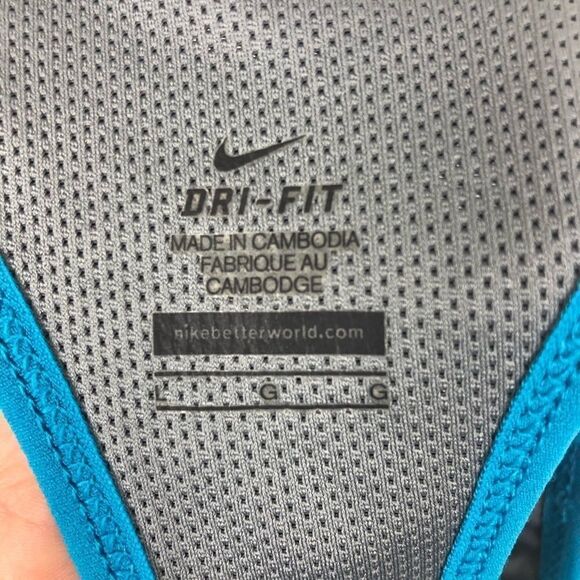 DRI-FIT
MADE IN CAMBODIA
FABRIQUE AU
CAMBODGE
nikebetterworld.com
L G G